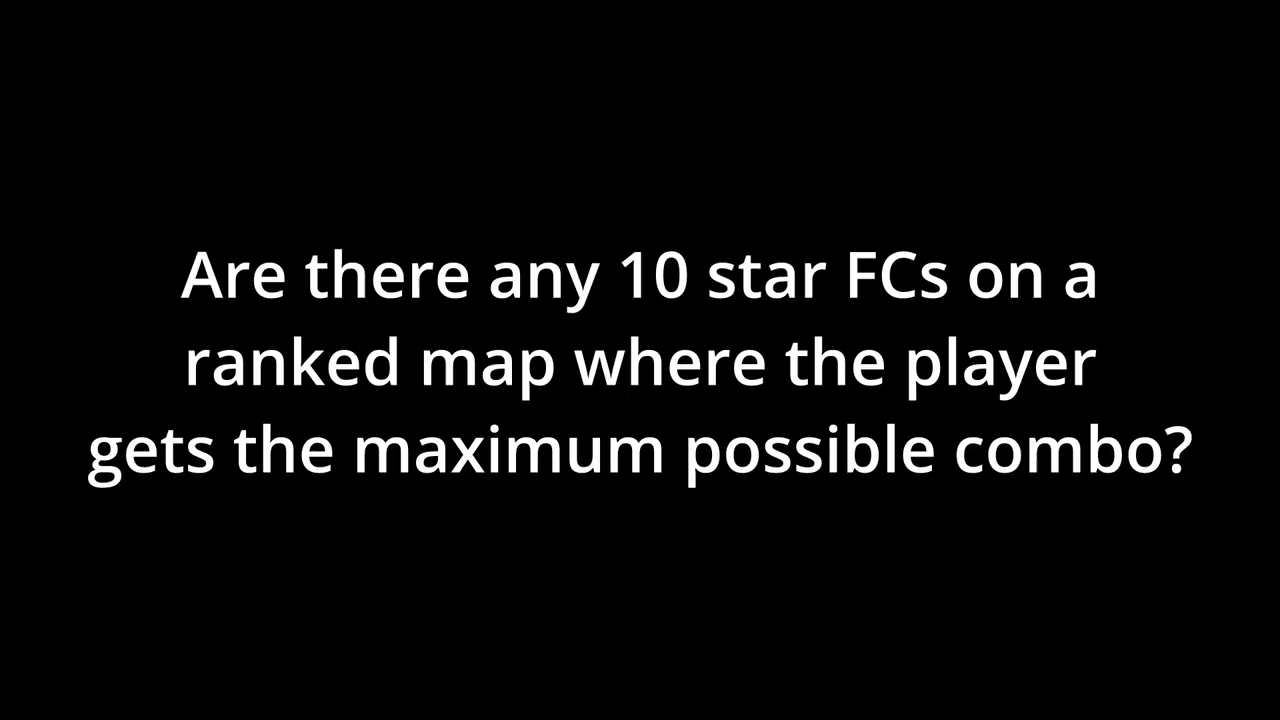 Are there any 10 star FCs on a
ranked map where the player
gets the maximum possible combo?